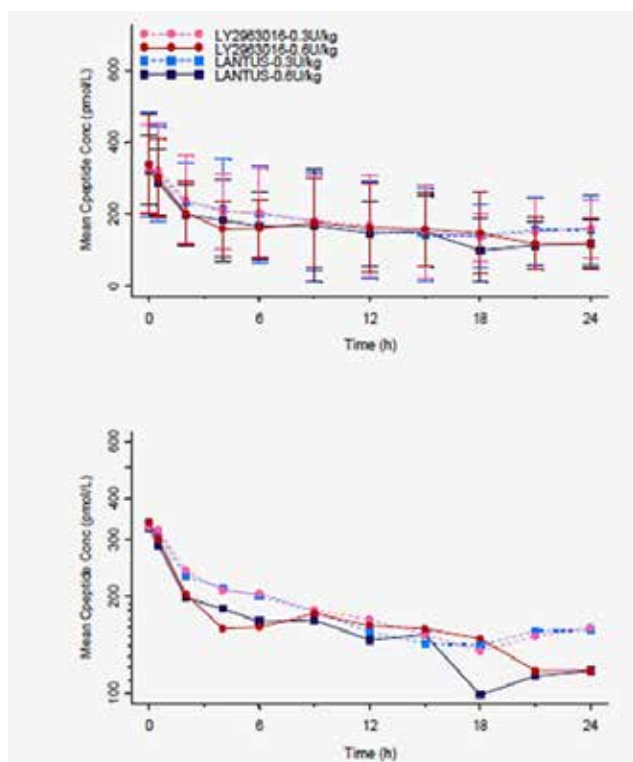 LY2963016-0.3U/kg
LY2963016-0.6U/kg
LANTUS-0.3U/kg
LANTUS-0.6U/kg
Mean Cpeptide Conc (pmol/L)
600
400
200
0
0 6 12 18 24
Time (h)
Mean Cpeptide Conc (pmol/L)
600
400
300
200
100
0 6 12 18 24
Time (h)